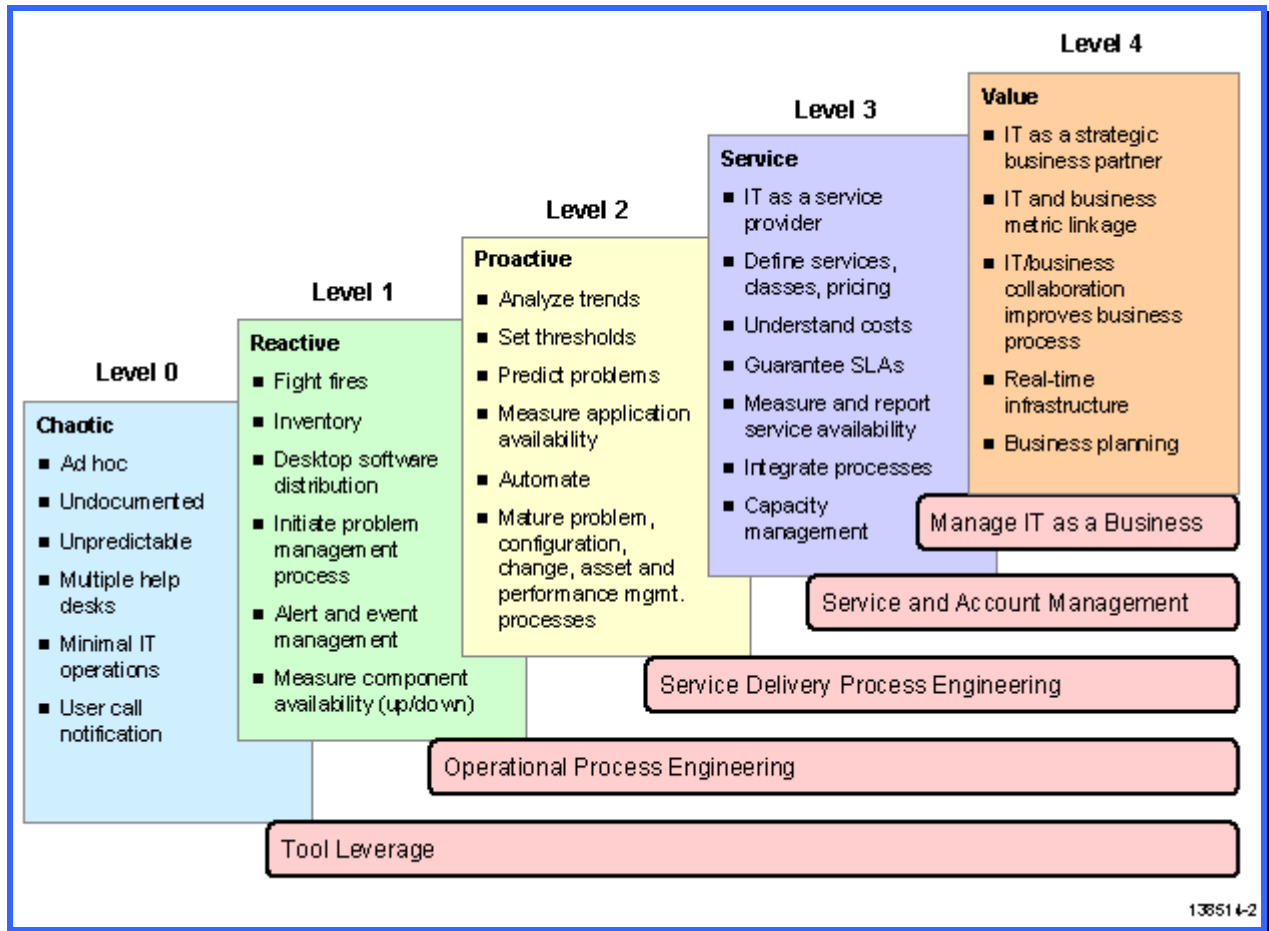 Level 4
Value
■ IT as a strategic
business partner
■ IT and business
metric linkage
■ IT/business
collaboration
improves business
process
■ Real-time
infrastructure
■ Business planning
Level 3
Service
■ IT as a service
provider
■ Define services,
classes, pricing
■ Understand costs
■ Guarantee SLAs
■ Measure and report
service availability
■ Integrate processes
■ Capacity
management
Level 2
Proactive
■ Analyze trends
■ Set thresholds
■ Predict problems
■ Measure application
availability
■ Automate
■ Mature problem,
configuration,
change, asset and
performance mgmt.
processes
Level 1
Reactive
■ Fight fires
■ Inventory
■ Desktop software
distribution
■ Initiate problem
management
process
■ Alert and event
management
■ Measure component
availability (up/down)
Level 0
Chaotic
■ Ad hoc
■ Undocumented
■ Unpredictable
■ Multiple help
desks
■ Minimal IT
operations
■ User call
notification
Manage IT as a Business
Service and Account Management
Service Delivery Process Engineering
Operational Process Engineering
Tool Leverage
138514-2